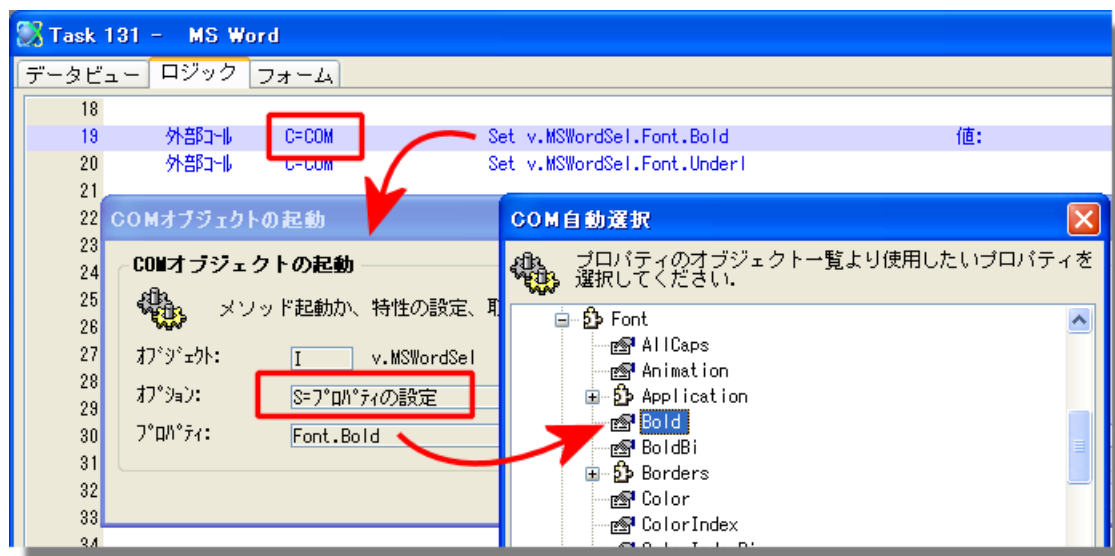 Task 131 - MS Word
データビュー ロジック フォーム
18
19 外部ｺｰﾙ C=COM Set v.MSWordSel.Font.Bold 値:
20 外部ｺｰﾙ C=COM Set v.MSWordSel.Font.Underl
21
22
23
24
25
26
27
28
29
30
31
32
33
34
COMオブジェクトの起動
COMオブジェクトの起動
メソッド起動か、特性の設定、取
ｵﾌﾞｼﾞｪｸﾄ: I v.MSWordSel
ｵﾌﾟｼｮﾝ: S=ﾌﾟﾛﾊﾟﾃｨの設定
ﾌﾟﾛﾊﾟﾃｨ: Font.Bold
COM自動選択
プロパティのオブジェクト一覧より使用したいプロパティを
選択してください.
Font
AllCaps
Animation
Application
Bold
BoldBi
Borders
Color
ColorIndex